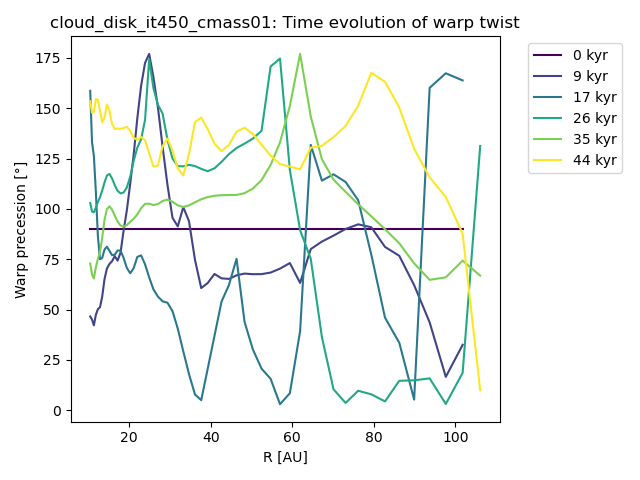 cloud_disk_it450_cmass01: Time evolution of warp twist
Warp precession [°]
175
150
125
100
75
50
25
0
20
40
60
80
100
R [AU]
0 kyr
9 kyr
17 kyr
26 kyr
35 kyr
44 kyr